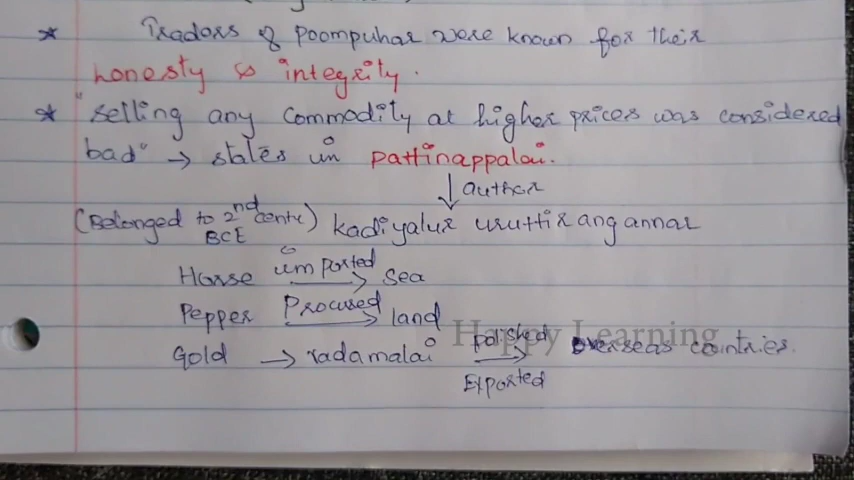 * Tradors of poompuhar were known for their
honesty & integrity.
* "selling any commodity at higher prices was considered
bad" → states in pattinappalai.
↓ author
(Belonged to 2nd centu BCE) kadiyalur uruttirangannar
Horse imported → sea
Pepper Procured → land
Gold → vadamalai polished → overseas countries.
Exported
Happy Learning